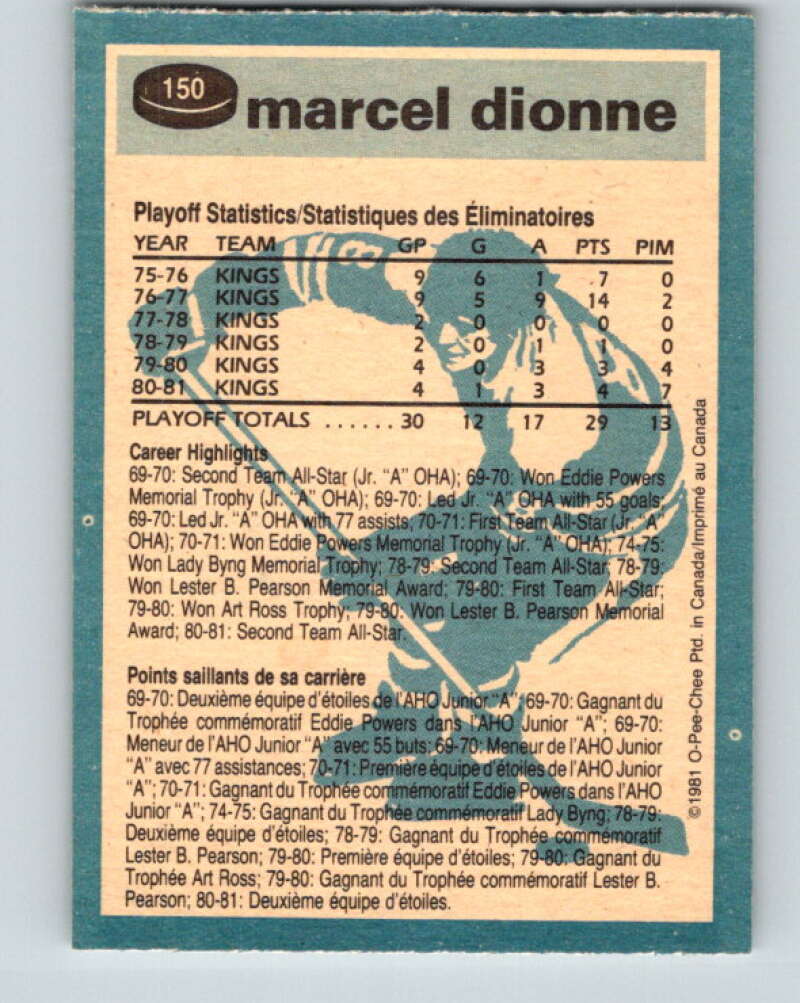 150
marcel dionne
Playoff Statistics/Statistiques des Éliminatoires
YEAR TEAM GP G A PTS PIM
75-76 KINGS 9 6 1 7 0
76-77 KINGS 9 5 9 14 2
77-78 KINGS 2 0 0 0 0
78-79 KINGS 2 0 1 1 0
79-80 KINGS 4 0 3 3 4
80-81 KINGS 4 1 3 4 7
PLAYOFF TOTALS ...... 30 12 17 29 13
Career Highlights
69-70: Second Team All-Star (Jr. "A" OHA); 69-70: Won Eddie Powers
Memorial Trophy (Jr. "A" OHA); 69-70: Led Jr. "A" OHA with 55 goals;
69-70: Led Jr. "A" OHA with 77 assists; 70-71: First Team All-Star (Jr. "A"
OHA); 70-71: Won Eddie Powers Memorial Trophy (Jr. "A" OHA); 74-75:
Won Lady Byng Memorial Trophy; 78-79: Second Team All-Star; 78-79:
Won Lester B. Pearson Memorial Award; 79-80: First Team All-Star;
79-80: Won Art Ross Trophy; 79-80: Won Lester B. Pearson Memorial
Award; 80-81: Second Team All-Star.
Points saillants de sa carrière
69-70: Deuxième équipe d'étoiles de l'AHO Junior "A"; 69-70: Gagnant du
Trophée commémoratif Eddie Powers dans l'AHO Junior "A"; 69-70:
Meneur de l'AHO Junior "A" avec 55 buts; 69-70: Meneur de l'AHO Junior
"A" avec 77 assistances; 70-71: Première équipe d'étoiles de l'AHO Junior
"A"; 70-71: Gagnant du Trophée commémoratif Eddie Powers dans l'AHO
Junior "A"; 74-75: Gagnant du Trophée commémoratif Lady Byng; 78-79:
Deuxième équipe d'étoiles; 78-79: Gagnant du Trophée commémoratif
Lester B. Pearson; 79-80: Première équipe d'étoiles; 79-80: Gagnant du
Trophée Art Ross; 79-80: Gagnant du Trophée commémoratif Lester B.
Pearson; 80-81: Deuxième équipe d'étoiles.
©1981 O-Pee-Chee Ptd. in Canada/Imprimé au Canada